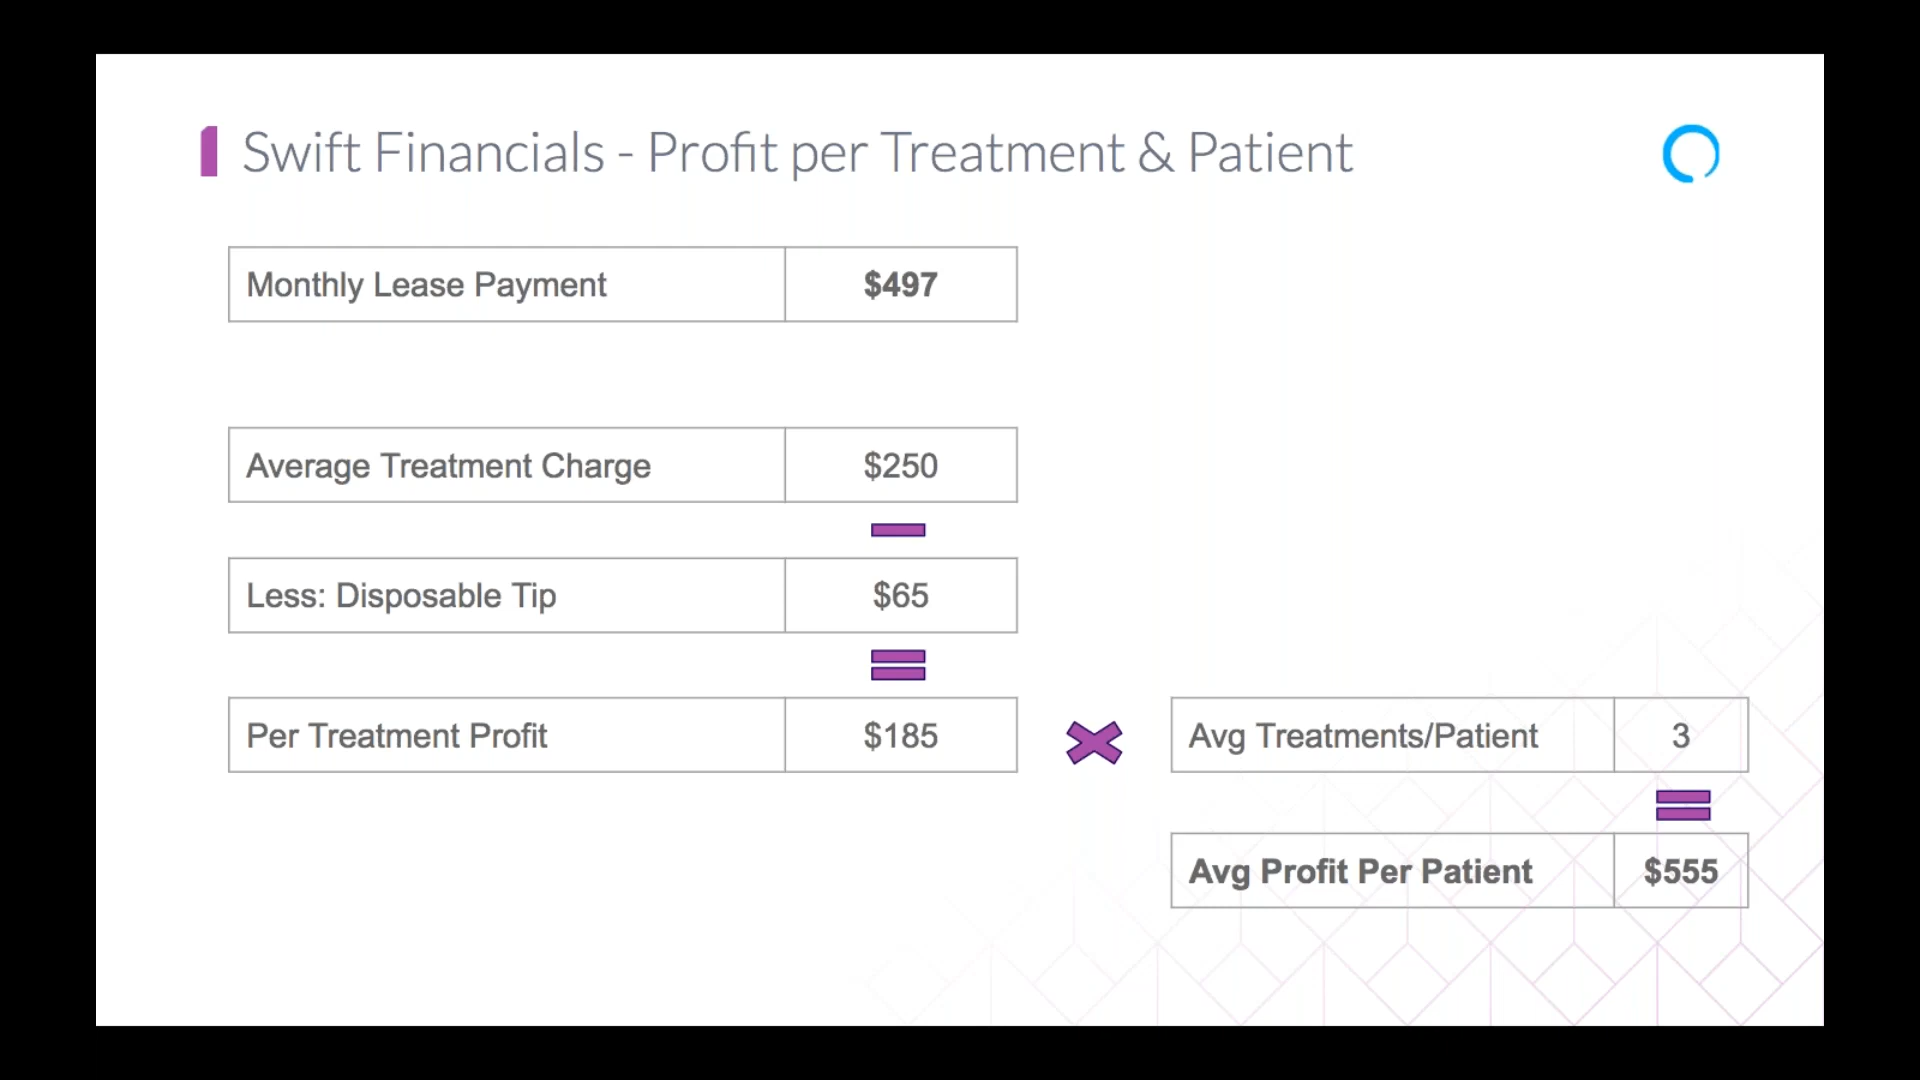 Swift Financials - Profit per Treatment & Patient
Monthly Lease Payment $497
Average Treatment Charge $250
Less: Disposable Tip $65
Per Treatment Profit $185 Avg Treatments/Patient 3
Avg Profit Per Patient $555